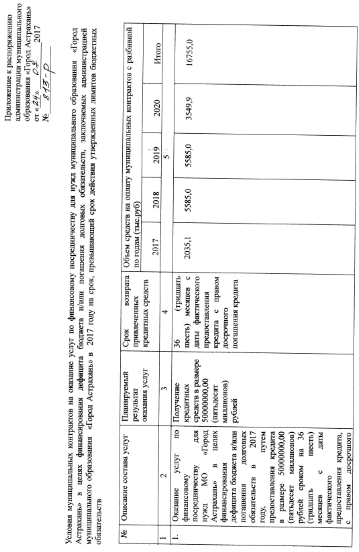 Приложение к распоряжению
администрации муниципального
образования «Город Астрахань»
от « 24 » 03 2017
№ 313-р
Условия муниципальных контрактов на оказание услуг по финансовому посредничеству для нужд муниципального образования «Город
Астрахань» в целях финансирования дефицита бюджета и/или погашения долговых обязательств, заключаемых администрацией
муниципального образования «Город Астрахань» в 2017 году на срок, превышающий срок действия утвержденных лимитов бюджетных
обязательств
№
Описание состава услуг
Планируемый
результат
оказания услуг
Срок возврата
привлеченных
кредитных средств
Объем средств на оплату муниципальных контрактов с разбивкой
по годам (тыс.руб)
2017
2018
2019
2020
Итого
1
2
3
4
5
1.
Оказание услуг по
финансовому
посредничеству для
нужд МО «Город
Астрахань» в целях
финансирования
дефицита бюджета и/или
погашения долговых
обязательств в 2017
году, путем
предоставления кредита
в размере 50000000,00
(пятьдесят миллионов)
рублей сроком на 36
(тридцать шесть)
месяцев с даты
фактического
предоставления кредита,
с правом досрочного
Получение
кредитных
средств в размере
50000000,00
(пятьдесят
миллионов)
рублей
36 (тридцать
шесть) месяцев с
даты фактического
предоставления
кредита с правом
досрочного
погашения кредита
2035,1
5585,0
5585,0
3549,9
16755,0